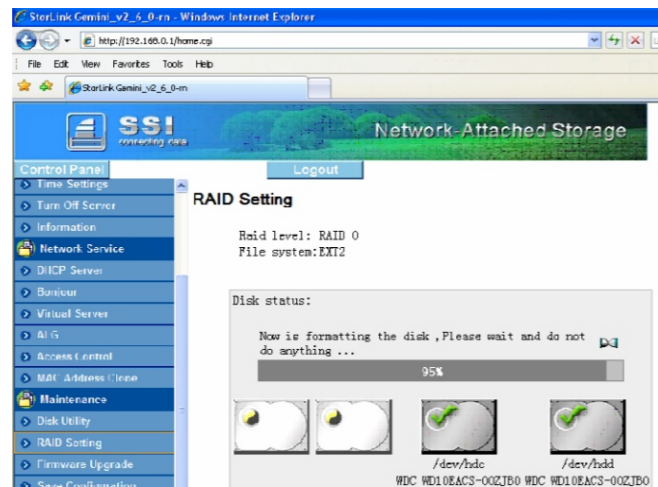 StorLink Gemini_v2_6_0-rn - Windows Internet Explorer
http://192.168.0.1/home.cgi
File Edit View Favorites Tools Help
StorLink Gemini_v2_6_0-rn
SSI
connecting data
Network-Attached Storage
Control Panel
Logout
Time Settings
Turn Off Server
Information
Network Service
DHCP Server
Bonjour
Virtual Server
ALG
Access Control
MAC Address Clone
Maintenance
Disk Utility
RAID Setting
Firmware Upgrade
Save Configuration
RAID Setting
Raid level: RAID 0
File system:EXT2
Disk status:
Now is formatting the disk ,Please wait and do not
do anything ...
95%
/dev/hdc
/dev/hdd
WDC WD10EACS-00ZJB0 WDC WD10EACS-00ZJB0